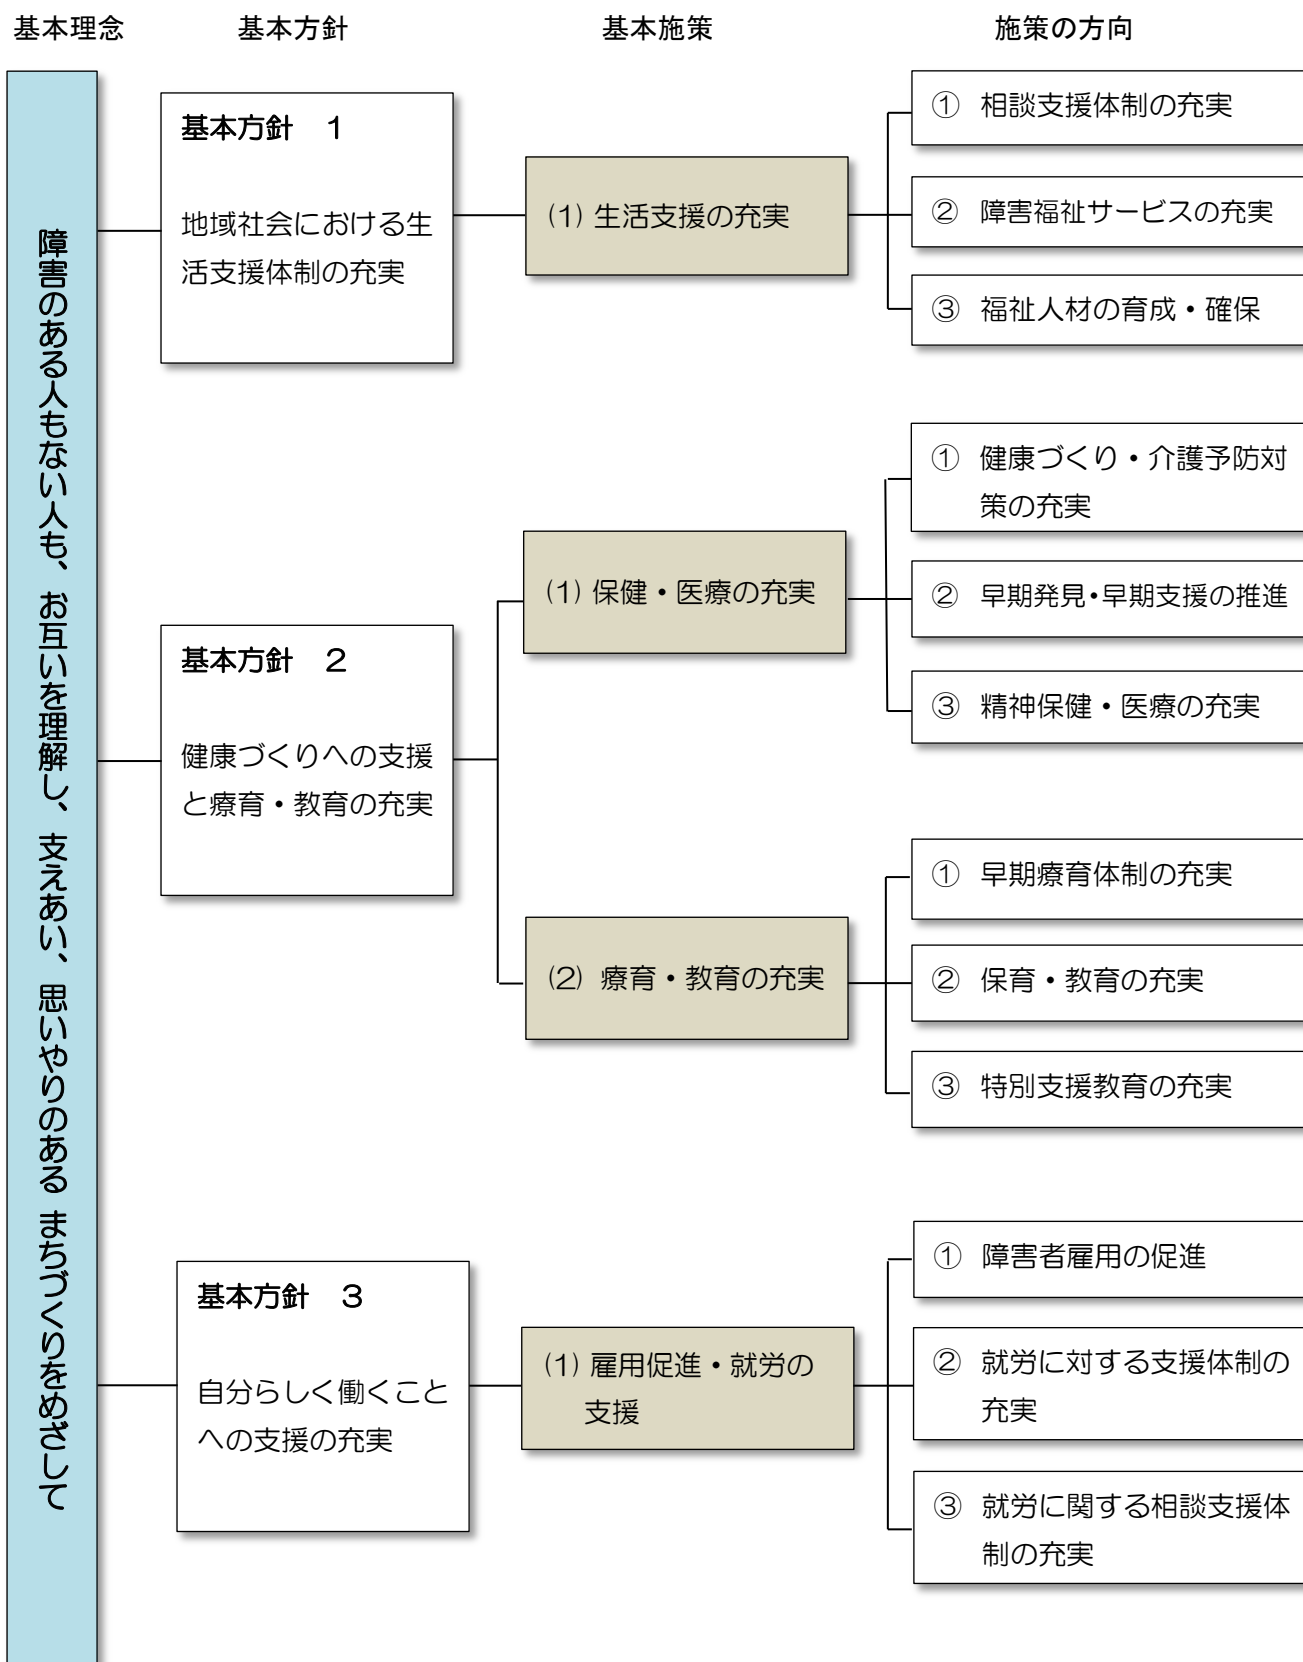 基本理念
基本方針
基本施策
施策の方向
障害のある人もない人も、お互いを理解し、支えあい、思いやりのある まちづくりをめざして
基本方針　１
地域社会における生
活支援体制の充実
(1) 生活支援の充実
① 相談支援体制の充実
② 障害福祉サービスの充実
③ 福祉人材の育成・確保
基本方針　２
健康づくりへの支援
と療育・教育の充実
(1) 保健・医療の充実
① 健康づくり・介護予防対
策の充実
② 早期発見・早期支援の推進
③ 精神保健・医療の充実
(2) 療育・教育の充実
① 早期療育体制の充実
② 保育・教育の充実
③ 特別支援教育の充実
基本方針　３
自分らしく働くこと
への支援の充実
(1) 雇用促進・就労の
支援
① 障害者雇用の促進
② 就労に対する支援体制の
充実
③ 就労に関する相談支援体
制の充実